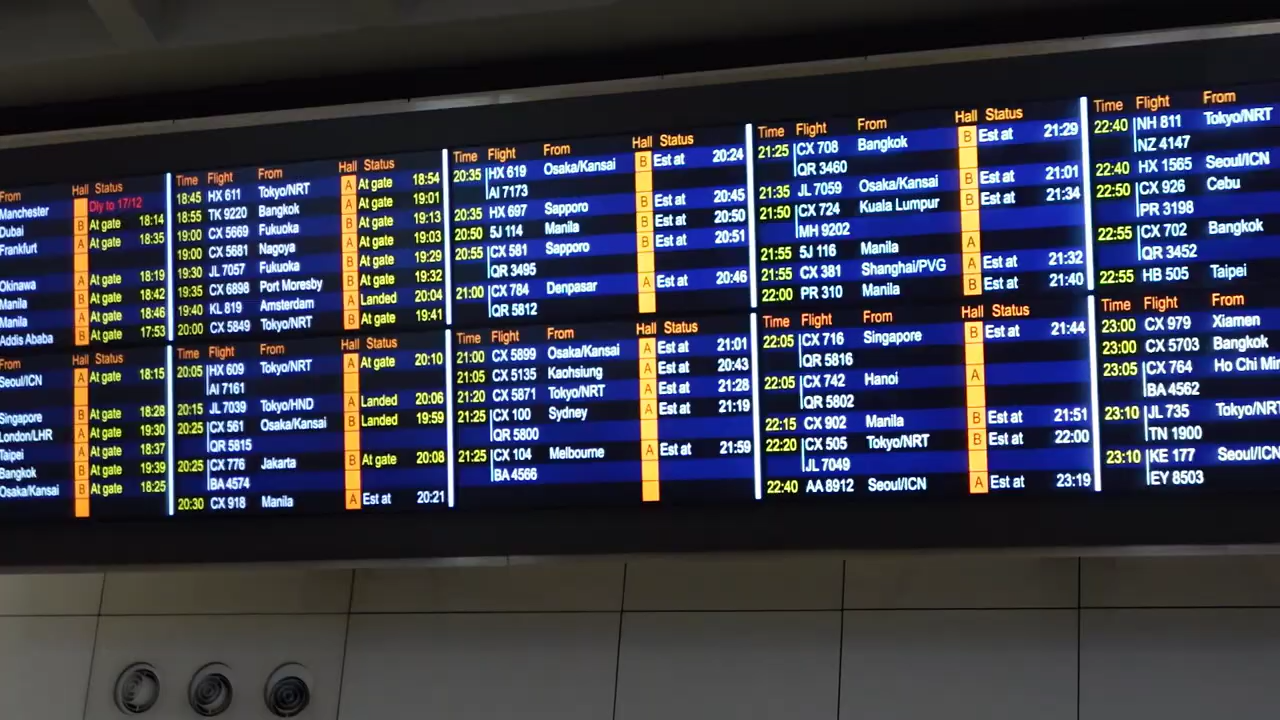 From Hall Status
Manchester Dly to 17/12
Dubai B At gate 18:14
Frankfurt B At gate 18:35
Okinawa A At gate 18:19
Manila A At gate 18:42
Manila A At gate 18:46
Addis Ababa B At gate 17:53
From Hall Status
Seoul/ICN A At gate 18:15
Singapore B At gate 18:28
London/LHR A At gate 19:30
Taipei A At gate 18:37
Bangkok B At gate 19:39
Osaka/Kansai B At gate 18:25
Time Flight From Hall Status
18:45 HX 611 Tokyo/NRT A At gate 18:54
18:55 TK 9220 Bangkok A At gate 19:01
19:00 CX 5669 Fukuoka A At gate 19:13
19:00 CX 5681 Nagoya A At gate 19:03
19:30 JL 7057 Fukuoka B At gate 19:29
19:35 CX 6898 Port Moresby A At gate 19:32
19:40 KL 819 Amsterdam A Landed 20:04
20:00 CX 5849 B At gate 19:41
Time Flight From Hall Status
20:05 HX 609 Tokyo/NRT A At gate 20:10
AI 7161
20:15 JL 7039 Tokyo/HND A Landed 20:06
20:25 CX 561 Osaka/Kansai B Landed 19:59
QR 5815
20:25 CX 776 Jakarta B At gate 20:08
BA 4574
20:30 CX 918 Manila A Est at 20:21
Time Flight From Hall Status
20:35 HX 619 Osaka/Kansai B Est at 20:24
AI 7173
20:35 HX 697 Sapporo B Est at 20:45
20:50 5J 114 Manila B Est at 20:50
20:55 CX 581 Sapporo B Est at 20:51
QR 3495
21:00 CX 784 Denpasar A Est at 20:46
QR 5812
Time Flight From Hall Status
21:00 CX 5899 Osaka/Kansai A Est at 21:01
21:05 CX 5135 Kaohsiung A Est at 20:43
21:20 CX 5871 Tokyo/NRT A Est at 21:28
21:25 CX 100 Sydney A Est at 21:19
QR 5800
21:25 CX 104 Melbourne A Est at 21:59
BA 4566
Time Flight From Hall Status
21:25 CX 708 Bangkok B Est at 21:29
QR 3460
21:35 JL 7059 Osaka/Kansai B Est at 21:01
21:50 CX 724 Kuala Lumpur B Est at 21:34
MH 9202
21:55 5J 116 Manila A
21:55 CX 381 Shanghai/PVG A Est at 21:32
22:00 PR 310 Manila B Est at 21:40
Time Flight From Hall Status
22:05 CX 716 Singapore B Est at 21:44
QR 5816
22:05 CX 742 Hanoi A
QR 5802
22:15 CX 902 Manila B Est at 21:51
22:20 CX 505 Tokyo/NRT B Est at 22:00
JL 7049
22:40 AA 8912 Seoul/ICN A Est at 23:19
Time Flight From
22:40 NH 811 Tokyo/NRT
NZ 4147
22:40 HX 1565 Seoul/ICN
22:50 CX 926 Cebu
PR 3198
22:55 CX 702 Bangkok
QR 3452
22:55 HB 505 Taipei
Time Flight From
23:00 CX 979 Xiamen
23:00 CX 5703 Bangkok
23:05 CX 764 Ho Chi Min
BA 4562
23:10 JL 735 Tokyo/NRT
TN 1900
23:10 KE 177 Seoul/ICN
EY 8503